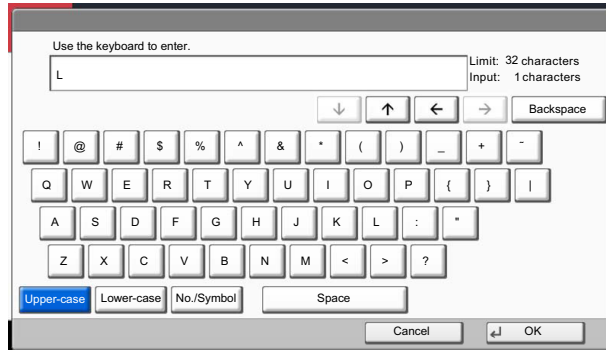 Use the keyboard to enter.
Limit: 32 characters
L
Input: 1 characters
Backspace
! @ # $ % ^ & * ( ) _ + ~
Q W E R T Y U I O P { } |
A S D F G H J K L : "
Z X C V B N M < > ?
Upper-case Lower-case No./Symbol Space
Cancel OK